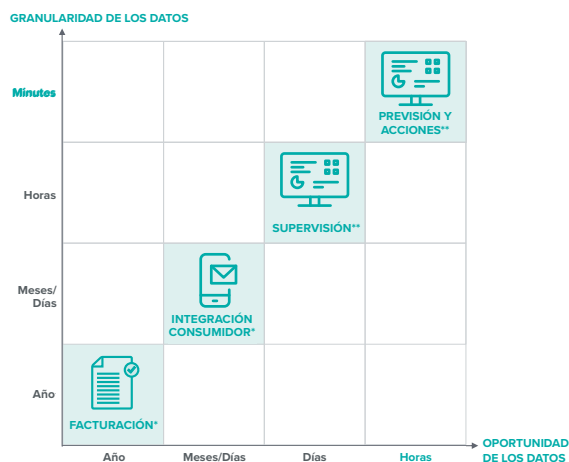 GRANULARIDAD DE LOS DATOS
Minutes
PREVISIÓN Y
ACCIONES**
Horas
SUPERVISIÓN**
Meses/
Días
INTEGRACIÓN
CONSUMIDOR*
Año
FACTURACIÓN*
Año
Meses/Días
Días
Horas
OPORTUNIDAD
DE LOS DATOS